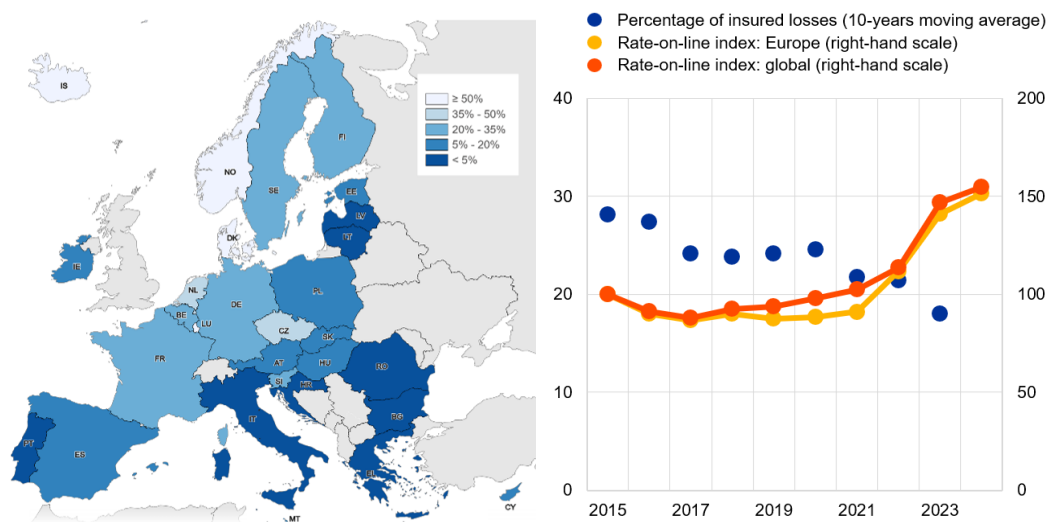 IS
NO
SE
FI
DK
EE
LV
LT
IE
NL
BE
LU
DE
PL
CZ
SK
FR
AT
HU
SI
HR
RO
BG
IT
PT
ES
EL
MT
CY
≥ 50%
35% - 50%
20% - 35%
5% - 20%
< 5%
Percentage of insured losses (10-years moving average)
Rate-on-line index: Europe (right-hand scale)
Rate-on-line index: global (right-hand scale)
40
30
20
10
0
200
150
100
50
0
2015
2017
2019
2021
2023